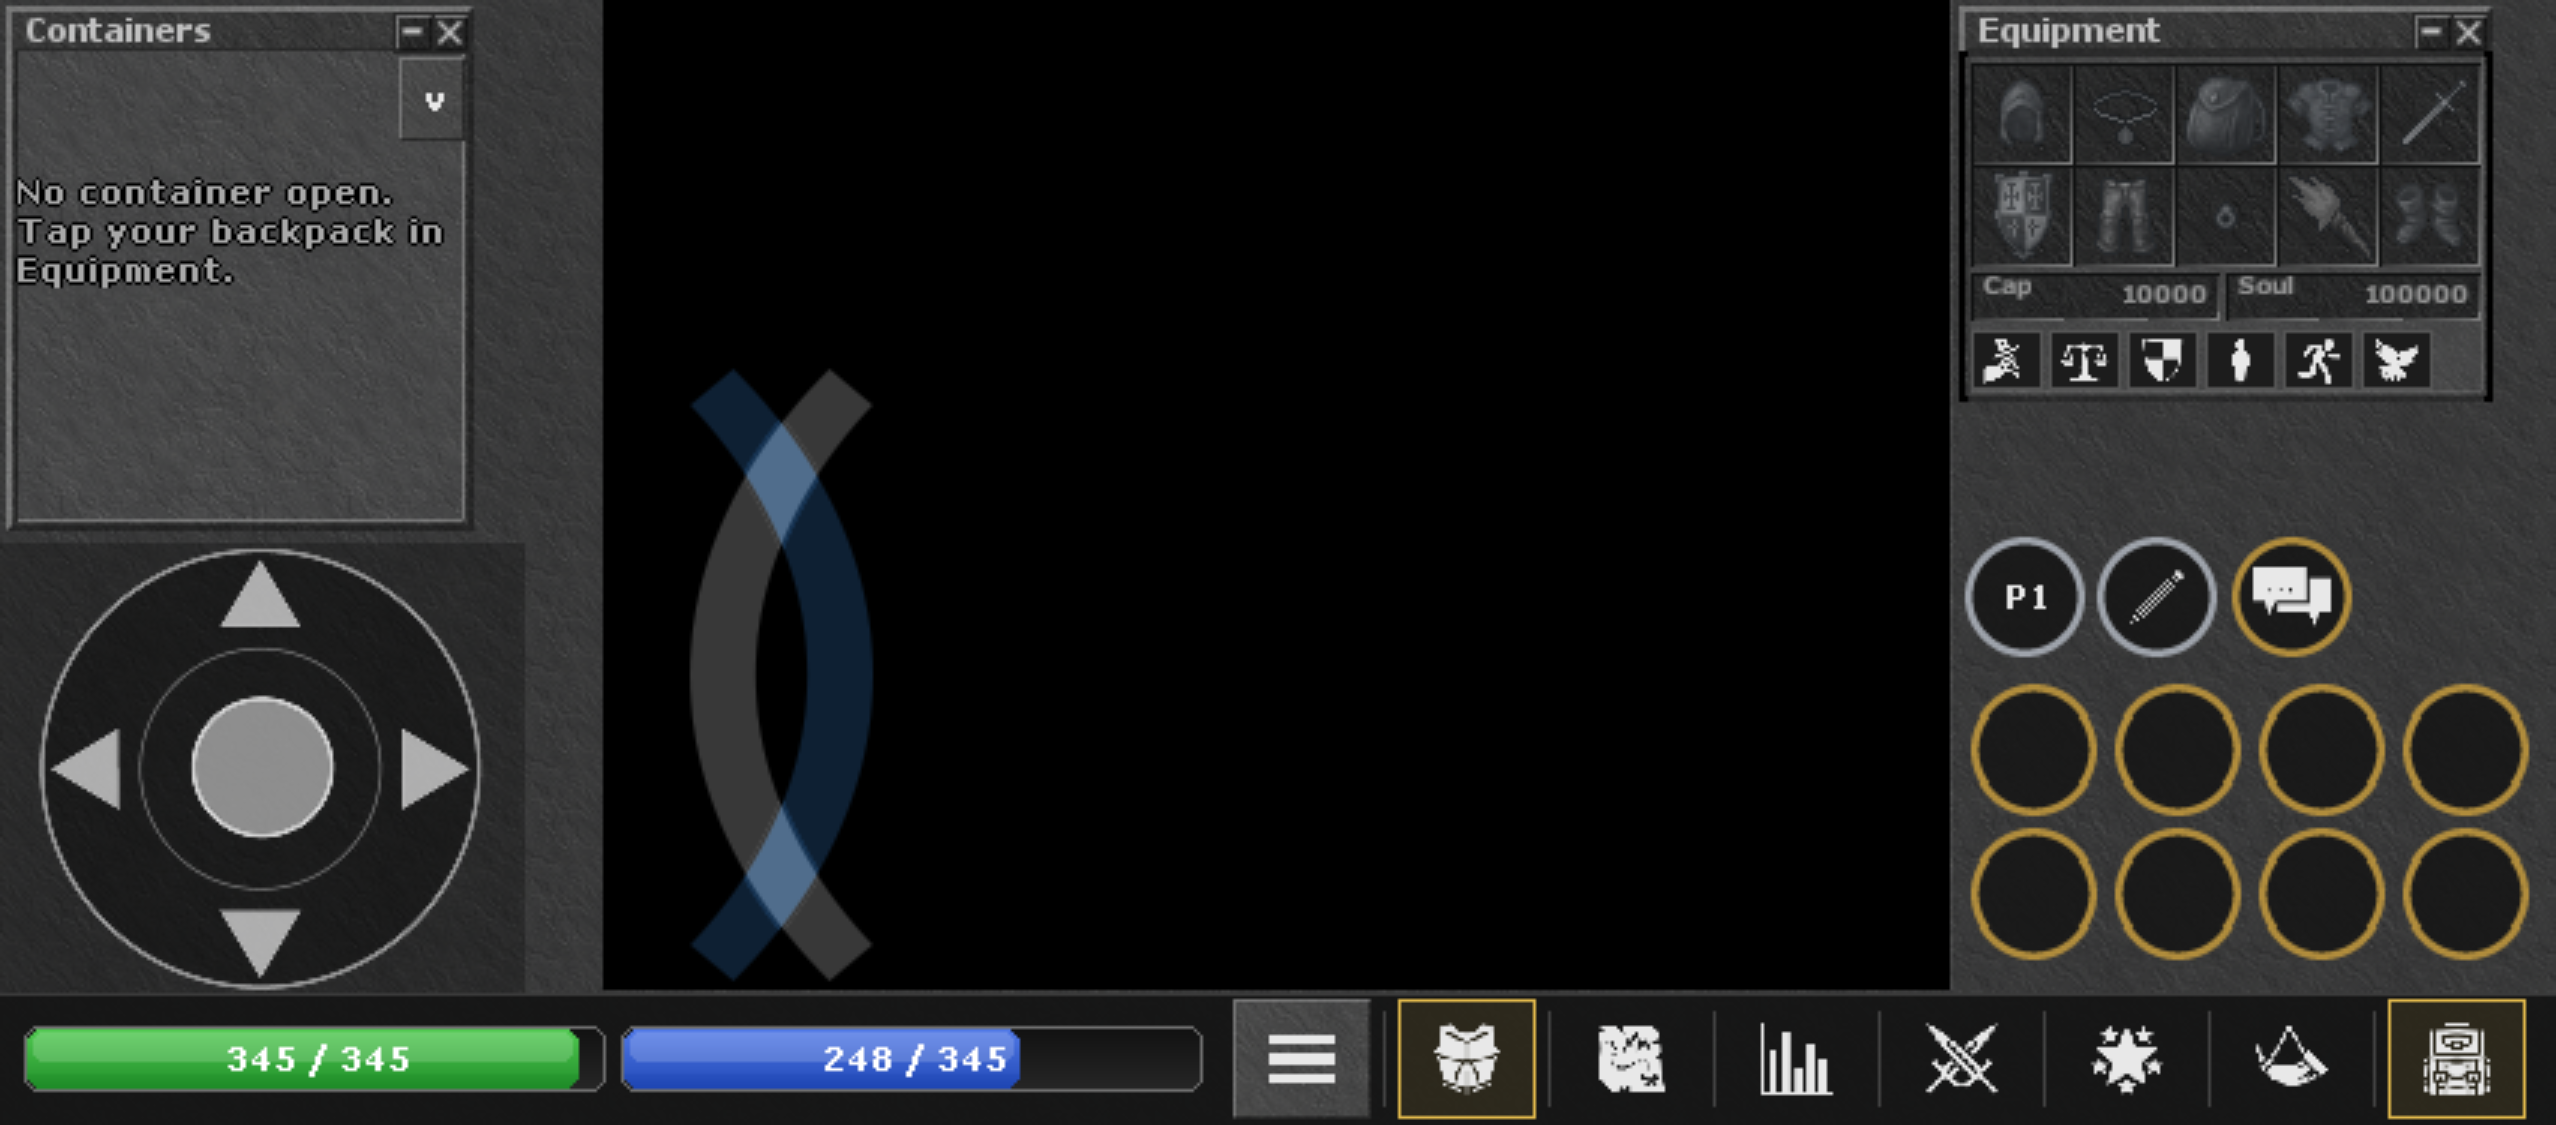 Containers
v
No container open.
Tap your backpack in
Equipment.
Equipment
Cap 10000 Soul 100000
P1
345 / 345 248 / 345